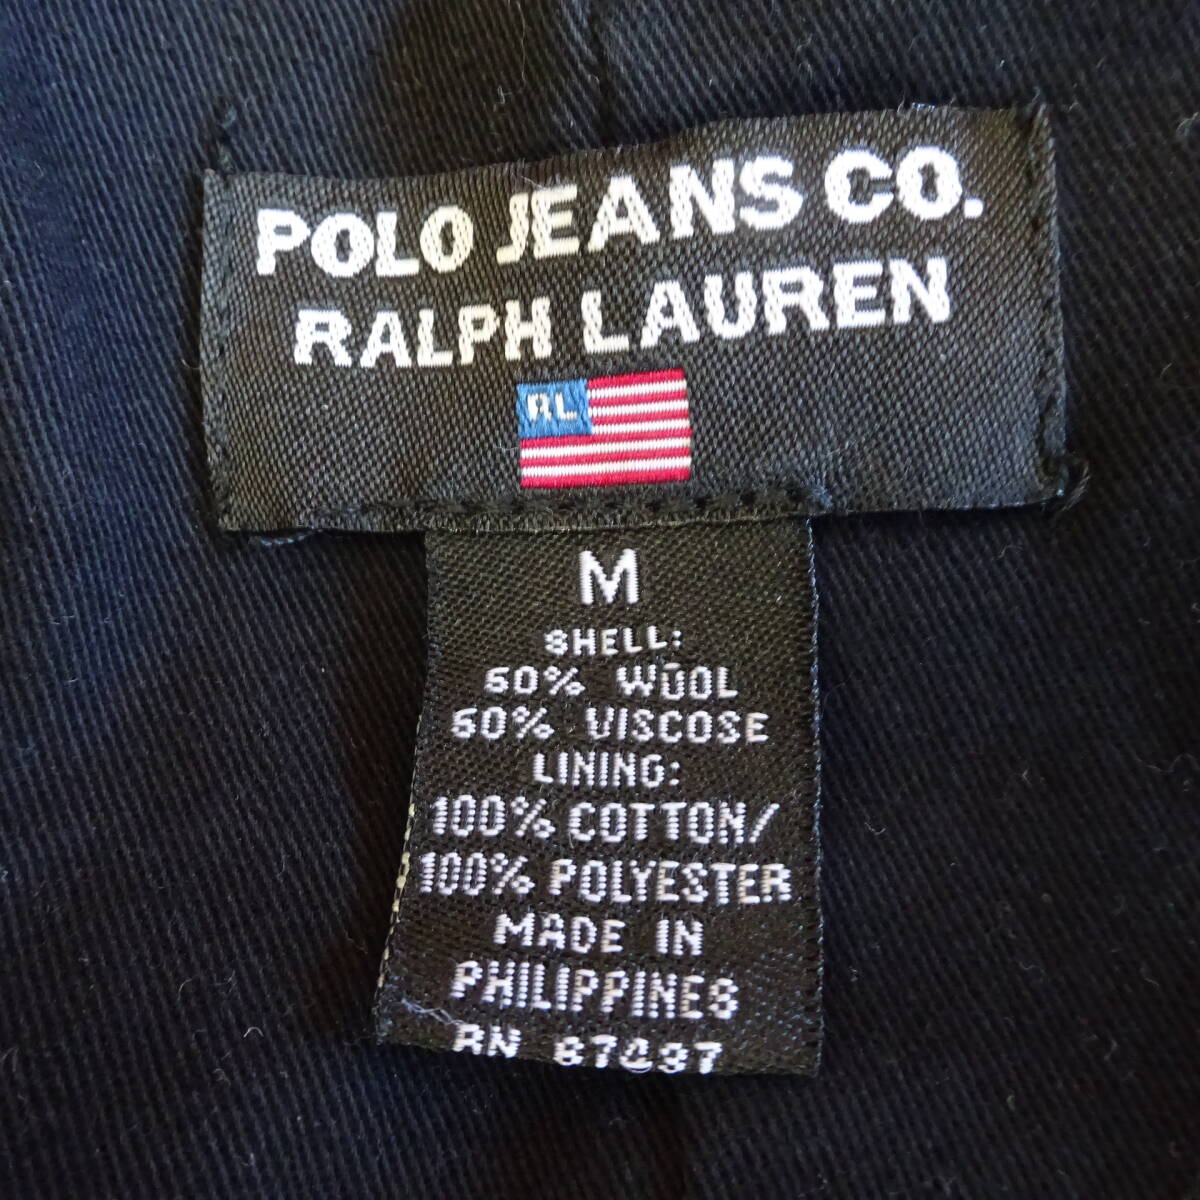 POLO JEANS CO.
RALPH LAUREN
RL
M
SHELL:
50% WOOL
50% VISCOSE
LINING:
100% COTTON/
100% POLYESTER
MADE IN
PHILIPPINES
RN